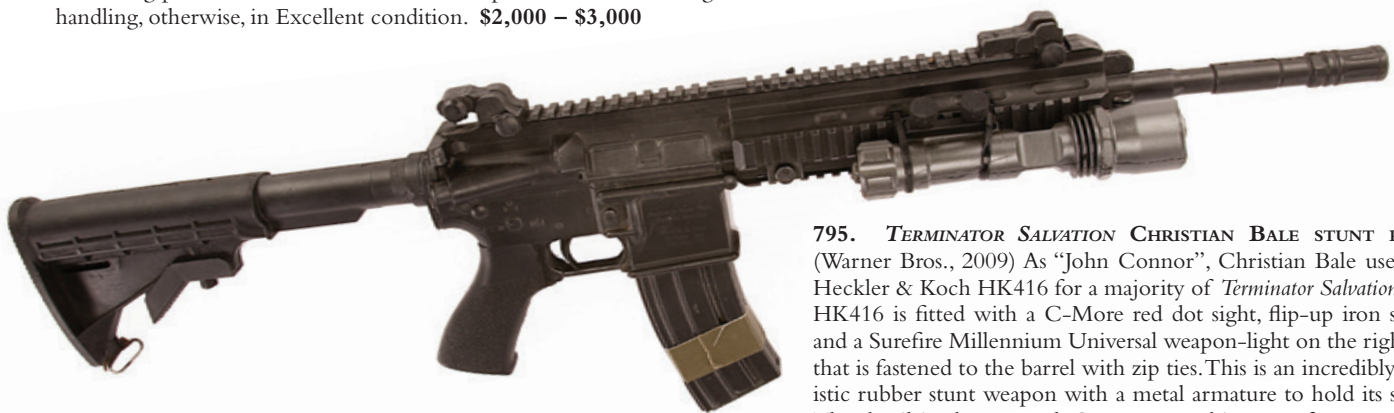 handling, otherwise, in Excellent condition. $2,000 – $3,000
795. TERMINATOR SALVATION CHRISTIAN BALE STUNT
(Warner Bros., 2009) As “John Connor”, Christian Bale use
Heckler & Koch HK416 for a majority of Terminator Salvation
HK416 is fitted with a C-More red dot sight, flip-up iron s
and a Surefire Millennium Universal weapon-light on the righ
that is fastened to the barrel with zip ties.This is an incredibly
istic rubber stunt weapon with a metal armature to hold its s